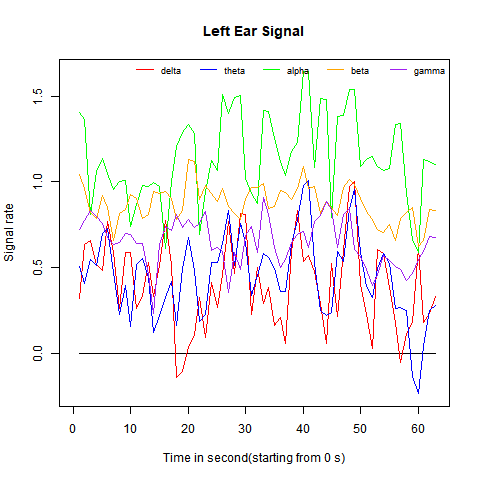 Left Ear Signal
delta theta alpha beta gamma
Signal rate
1.5
1.0
0.5
0.0
0 10 20 30 40 50 60
Time in second(starting from 0 s)